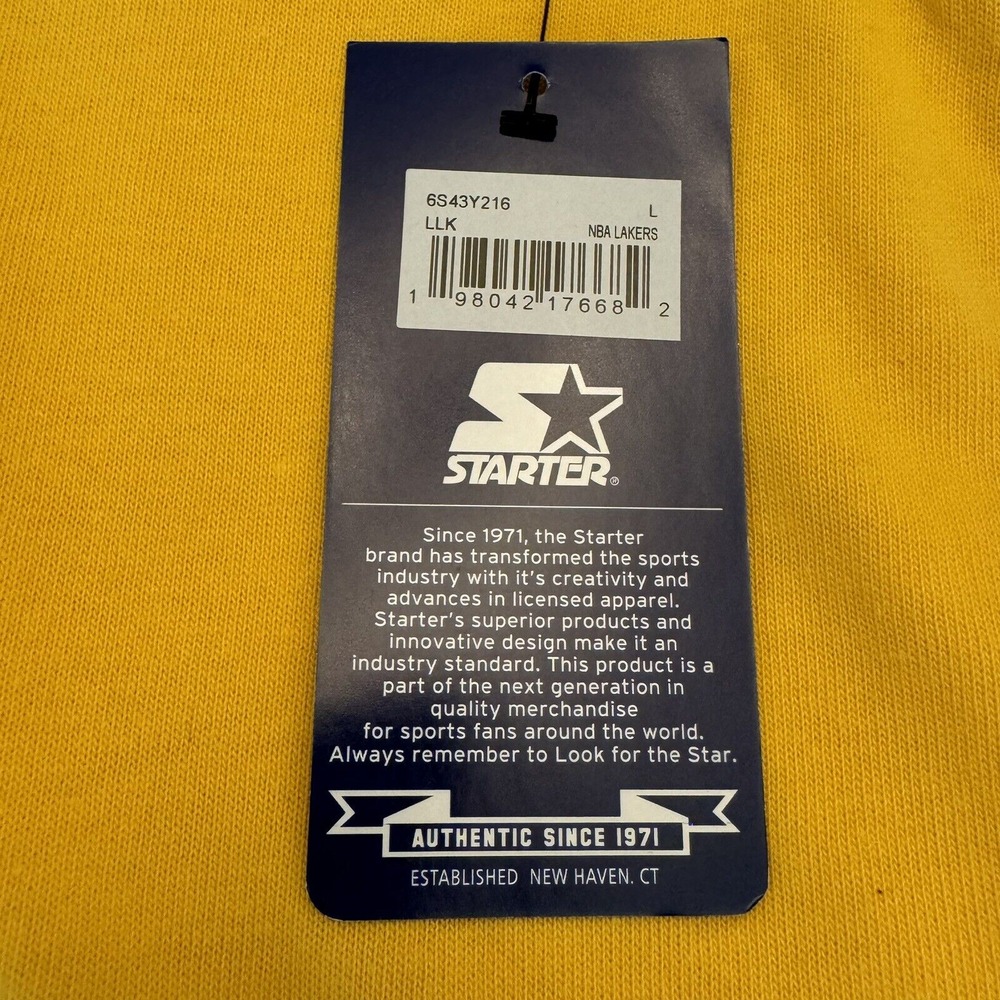 6S43Y216 L
LLK NBA LAKERS
1 98042 17668 2
STARTER®
Since 1971, the Starter
brand has transformed the sports
industry with it's creativity and
advances in licensed apparel.
Starter's superior products and
innovative design make it an
industry standard. This product is a
part of the next generation in
quality merchandise
for sports fans around the world.
Always remember to Look for the Star.
AUTHENTIC SINCE 1971
ESTABLISHED NEW HAVEN. CT